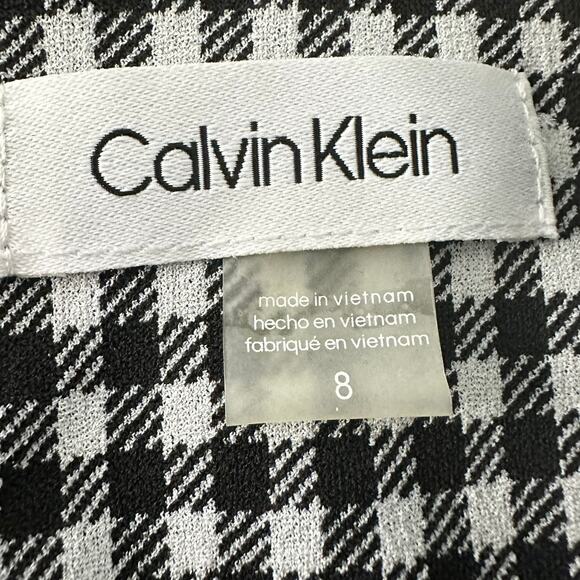 Calvin Klein
made in vietnam
hecho en vietnam
fabriqué en vietnam
8